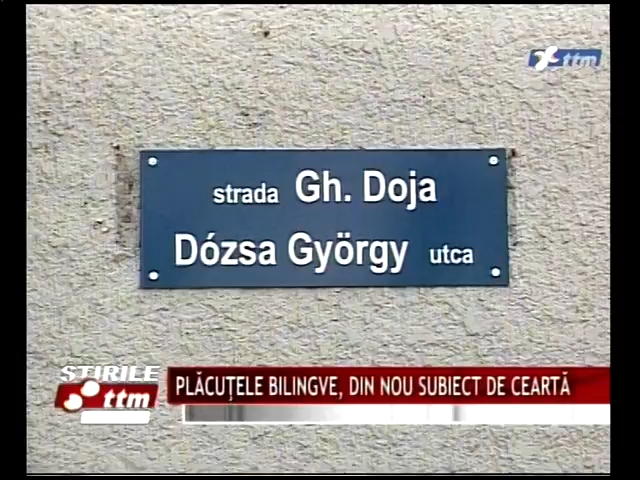 ttm
strada Gh. Doja
Dózsa György utca
ȘTIRILE
ttm
PLĂCUȚELE BILINGVE, DIN NOU SUBIECT DE CEARTĂ